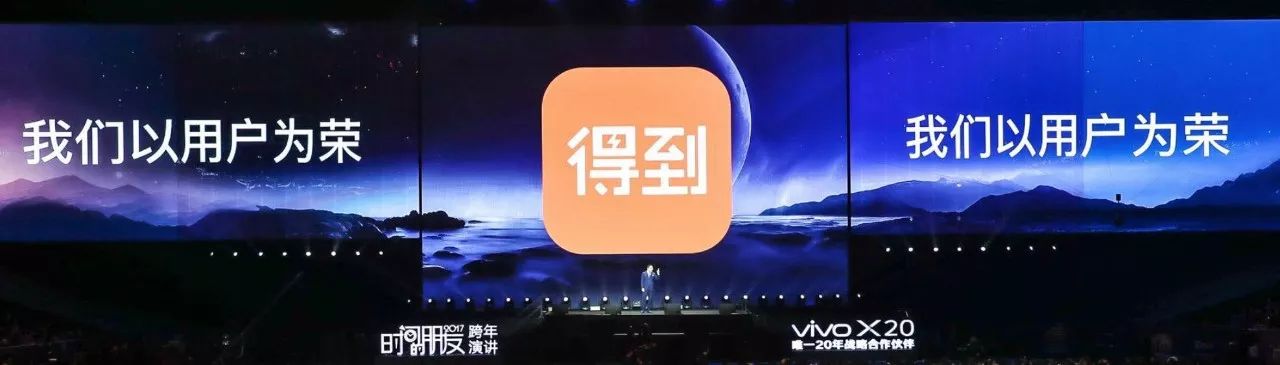 我们以用户为荣
得到
我们以用户为荣
时间的朋友
2017
跨年
演讲
vivo X20
唯一20年战略合作伙伴